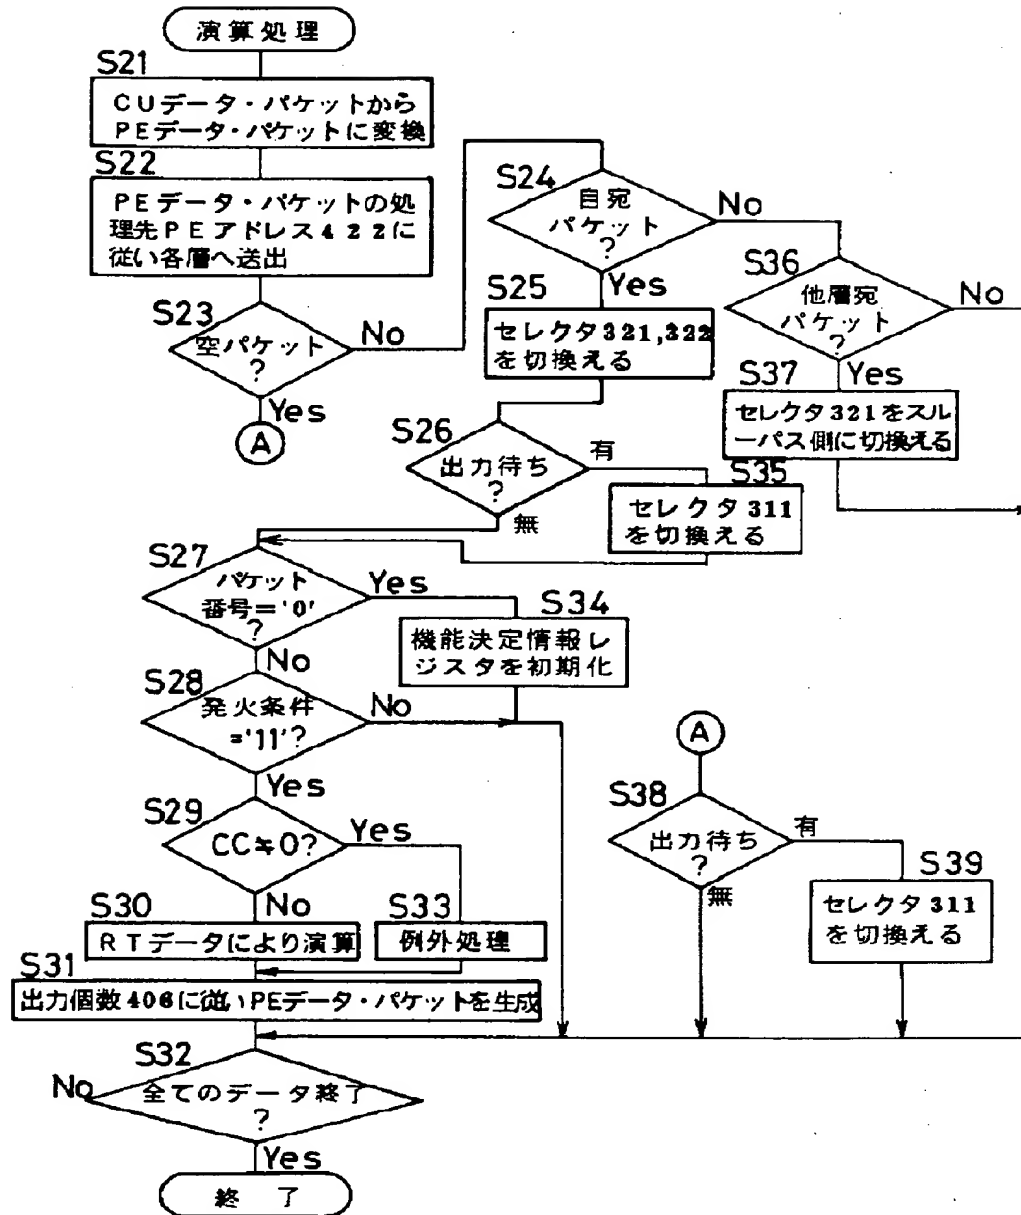 演算処理
S21
CUデータ・パケットから
PEデータ・パケットに変換
S22
PEデータ・パケットの処
理先PEアドレス422に
従い各層へ送出
S23
空パケット
?
No
Yes
A
S24
自宛
パケット
?
No
Yes
S25
セレクタ321,322
を切換える
S36
他層宛
パケット
?
No
Yes
S37
セレクタ321をスル
ーパス側に切換える
S26
出力待ち
?
有
無
S35
セレクタ311
を切換える
S27
パケット
番号='0'
?
Yes
No
S34
機能決定情報レ
ジスタを初期化
S28
発火条件
='11'?
No
Yes
S29
CC≒0?
Yes
No
S30
RTデータにより演算
S33
例外処理
S31
出力個数406に従いPEデータ・パケットを生成
A
S38
出力待ち
?
有
無
S39
セレクタ311
を切換える
S32
全てのデータ終了
?
No
Yes
終了